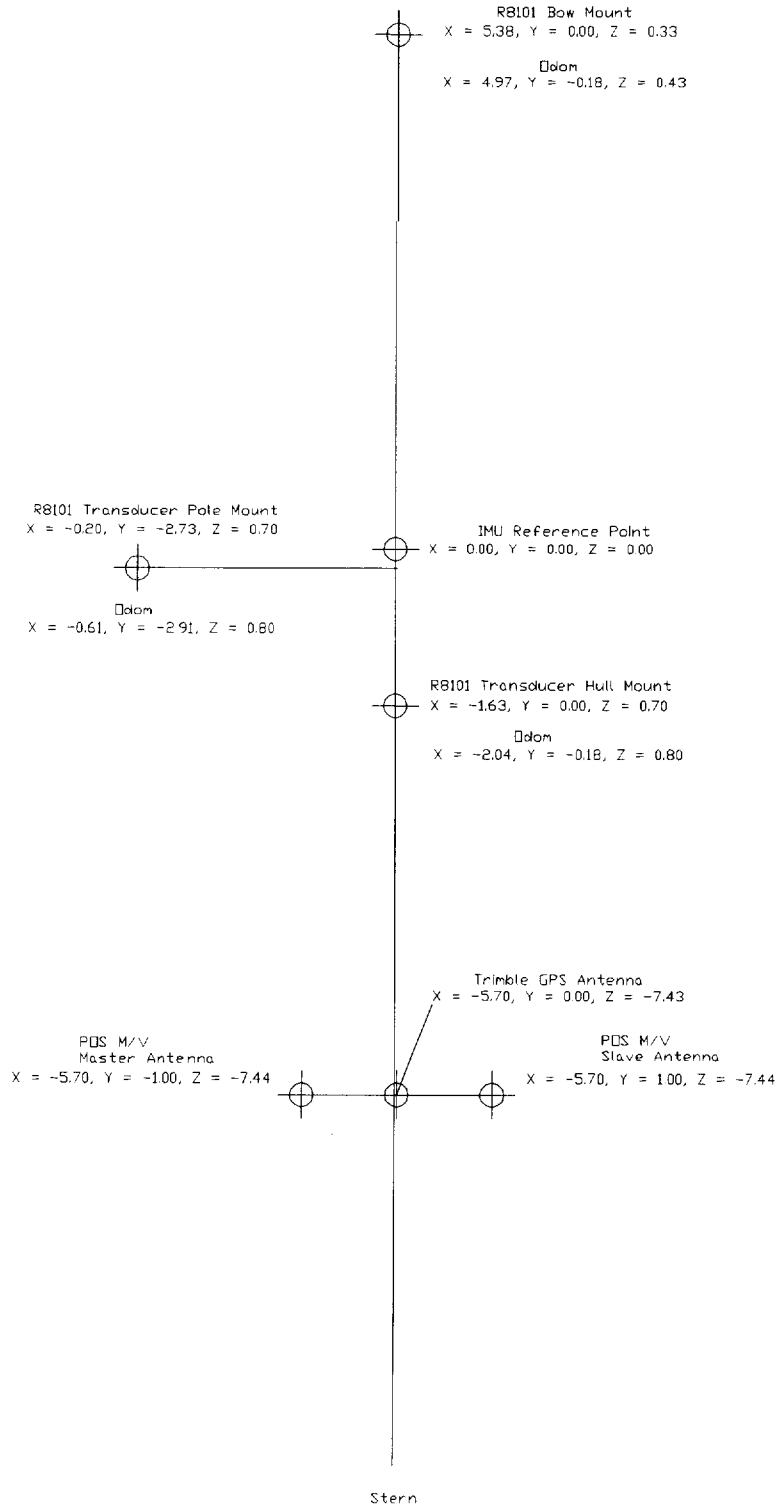 R8101 Bow Mount
X = 5.38, Y = 0.00, Z = 0.33
Odom
X = 4.97, Y = -0.18, Z = 0.43
R8101 Transducer Pole Mount
X = -0.20, Y = -2.73, Z = 0.70
IMU Reference Point
X = 0.00, Y = 0.00, Z = 0.00
Odom
X = -0.61, Y = -2.91, Z = 0.80
R8101 Transducer Hull Mount
X = -1.63, Y = 0.00, Z = 0.70
Odom
X = -2.04, Y = -0.18, Z = 0.80
Trimble GPS Antenna
X = -5.70, Y = 0.00, Z = -7.43
POS M/V
Master Antenna
X = -5.70, Y = -1.00, Z = -7.44
POS M/V
Slave Antenna
X = -5.70, Y = 1.00, Z = -7.44
Stern